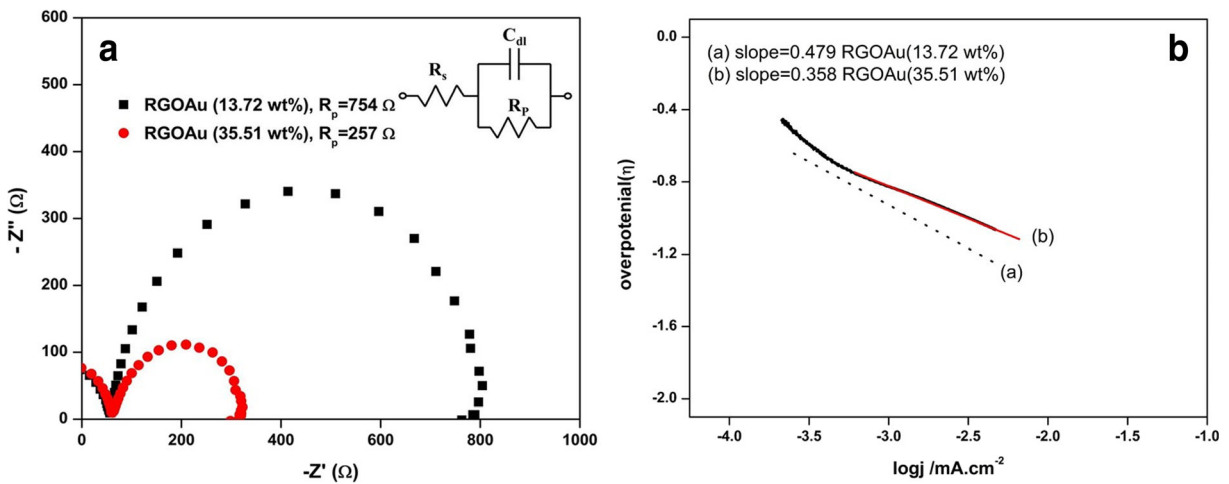 a
600
500
400
300
200
100
0
- Z'' (Ω)
0 200 400 600 800 1000
-Z' (Ω)
RGOAu (13.72 wt%), Rp=754 Ω
RGOAu (35.51 wt%), Rp=257 Ω
Cdl
Rs
RP
b
0.0
-0.4
-0.8
-1.2
-1.6
-2.0
overpotenial(η)
-4.0 -3.5 -3.0 -2.5 -2.0 -1.5 -1.0
logj /mA.cm-2
(a) slope=0.479 RGOAu(13.72 wt%)
(b) slope=0.358 RGOAu(35.51 wt%)
(b)
(a)